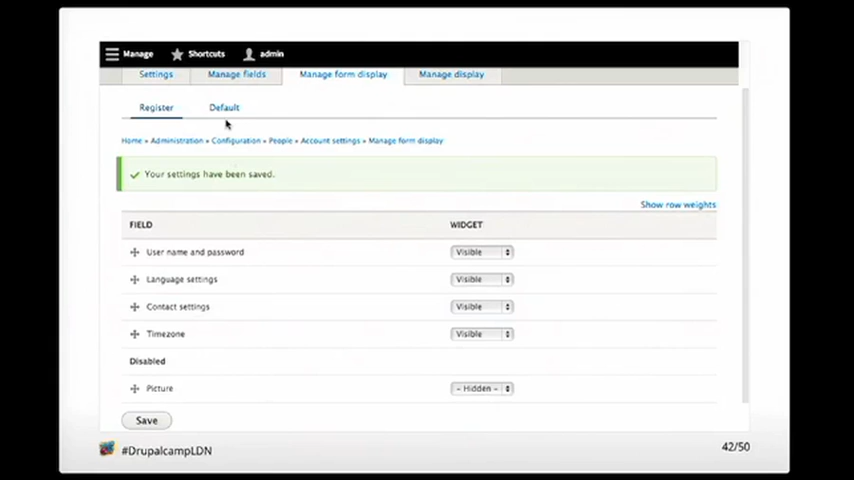 Manage Shortcuts admin
Settings Manage fields Manage form display Manage display
Register Default
Home » Administration » Configuration » People » Account settings » Manage form display
Your settings have been saved.
Show row weights
FIELD WIDGET
User name and password Visible
Language settings Visible
Contact settings Visible
Timezone Visible
Disabled
Picture - Hidden -
Save
#DrupalcampLDN 42/50